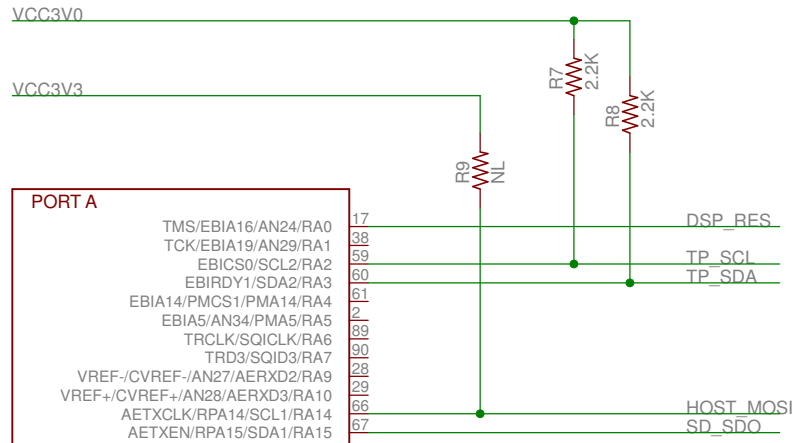 VCC3V0
VCC3V3
R7
2.2K
R8
2.2K
R9
NL
PORT A
TMS/EBIA16/AN24/RA0 17 DSP_RES
TCK/EBIA19/AN29/RA1 38
EBICS0/SCL2/RA2 59 TP_SCL
EBIRDY1/SDA2/RA3 60 TP_SDA
EBIA14/PMCS1/PMA14/RA4 61
EBIA5/AN34/PMA5/RA5 2
TRCLK/SQICLK/RA6 89
TRD3/SQID3/RA7 90
VREF-/CVREF-/AN27/AERXD2/RA9 28
VREF+/CVREF+/AN28/AERXD3/RA10 29
AETXCLK/RPA14/SCL1/RA14 66 HOST_MOSI
AETXEN/RPA15/SDA1/RA15 67 SD_SDO